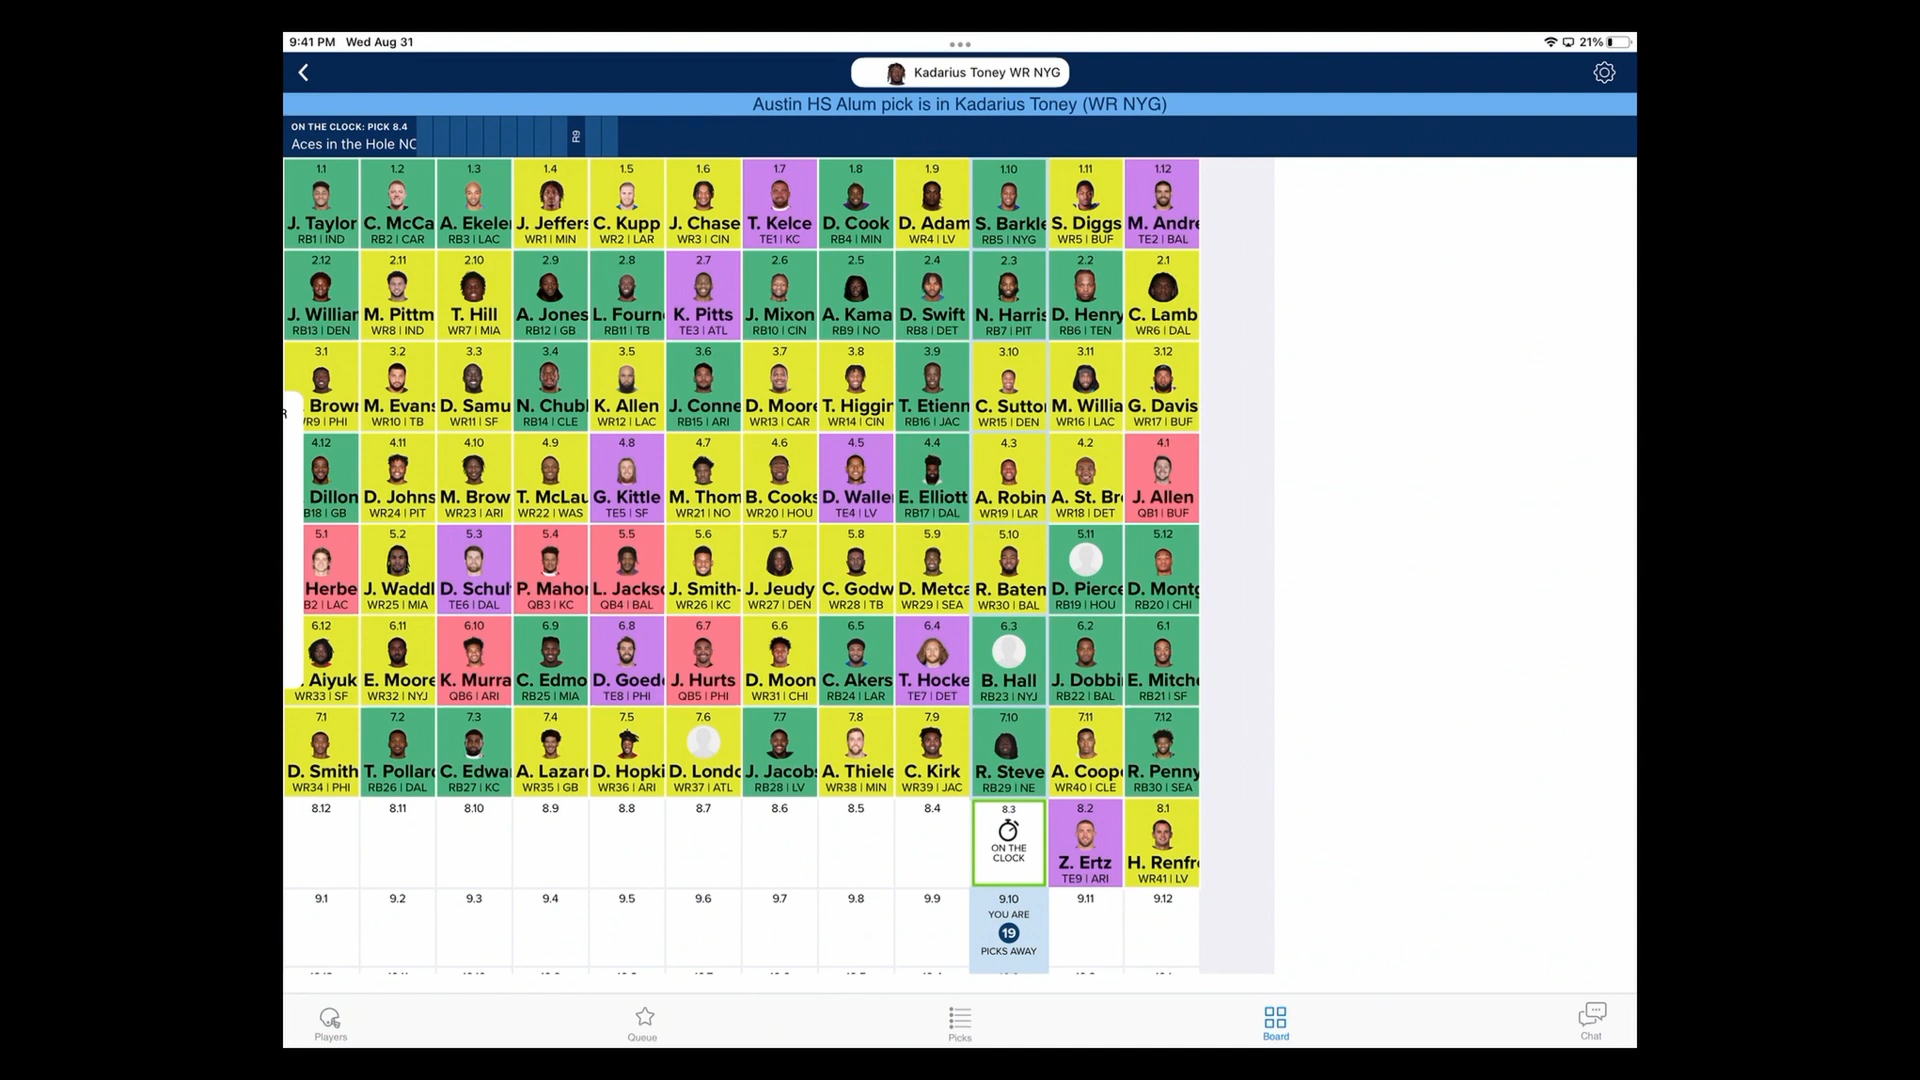 9:41 PM Wed Aug 31
21%
Kadarius Toney WR NYG
Austin HS Alum pick is in Kadarius Toney (WR NYG)
ON THE CLOCK: PICK 8.4
Aces in the Hole NC
R9
1.1 1.2 1.3 1.4 1.5 1.6 1.7 1.8 1.9 1.10 1.11 1.12
J. Taylor C. McCa A. Ekeler J. Jeffers C. Kupp J. Chase T. Kelce D. Cook D. Adam S. Barkle S. Diggs M. Andre
RB1 | IND RB2 | CAR RB3 | LAC WR1 | MIN WR2 | LAR WR3 | CIN TE1 | KC RB4 | MIN WR4 | LV RB5 | NYG WR5 | BUF TE2 | BAL
2.12 2.11 2.10 2.9 2.8 2.7 2.6 2.5 2.4 2.3 2.2 2.1
J. Williar M. Pittm T. Hill A. Jones L. Fourn K. Pitts J. Mixon A. Kama D. Swift N. Harris D. Henry C. Lamb
RB13 | DEN WR8 | IND WR7 | MIA RB12 | GB RB11 | TB TE3 | ATL RB10 | CIN RB9 | NO RB8 | DET RB7 | PIT RB6 | TEN WR6 | DAL
3.1 3.2 3.3 3.4 3.5 3.6 3.7 3.8 3.9 3.10 3.11 3.12
R . Brown M. Evans D. Samu N. Chubl K. Allen J. Conne D. Moore T. Higgin T. Etienn C. Sutto M. Willia G. Davis
R9 | PHI WR10 | TB WR11 | SF RB14 | CLE WR12 | LAC RB15 | ARI WR13 | CAR WR14 | CIN RB16 | JAC WR15 | DEN WR16 | LAC WR17 | BUF
4.12 4.11 4.10 4.9 4.8 4.7 4.6 4.5 4.4 4.3 4.2 4.1
. Dillon D. Johns M. Brow T. McLau G. Kittle M. Thom B. Cooks D. Walle E. Elliott A. Robin A. St. Br J. Allen
B18 | GB WR24 | PIT WR23 | ARI WR22 | WAS TE5 | SF WR21 | NO WR20 | HOU TE4 | LV RB17 | DAL WR19 | LAR WR18 | DET QB1 | BUF
5.1 5.2 5.3 5.4 5.5 5.6 5.7 5.8 5.9 5.10 5.11 5.12
Herbe J. Waddl D. Schul P. Mahor L. Jackso J. Smith- J. Jeudy C. Godw D. Metca R. Batem D. Pierce D. Montg
B2 | LAC WR25 | MIA TE6 | DAL QB3 | KC QB4 | BAL WR26 | KC WR27 | DEN WR28 | TB WR29 | SEA WR30 | BAL RB19 | HOU RB20 | CHI
6.12 6.11 6.10 6.9 6.8 6.7 6.6 6.5 6.4 6.3 6.2 6.1
. Aiyuk E. Moore K. Murra C. Edmo D. Goede J. Hurts D. Moon C. Akers T. Hocke B. Hall J. Dobbi E. Mitche
WR33 | SF WR32 | NYJ QB6 | ARI RB25 | MIA TE8 | PHI QB5 | PHI WR31 | CHI RB24 | LAR TE7 | DET RB23 | NYJ RB22 | BAL RB21 | SF
7.1 7.2 7.3 7.4 7.5 7.6 7.7 7.8 7.9 7.10 7.11 7.12
D. Smith T. Pollard C. Edwa A. Lazard D. Hopki D. Londo J. Jacobs A. Thiele C. Kirk R. Steve A. Coop R. Penny
WR34 | PHI RB26 | DAL RB27 | KC WR35 | GB WR36 | ARI WR37 | ATL RB28 | LV WR38 | MIN WR39 | JAC RB29 | NE WR40 | CLE RB30 | SEA
8.12 8.11 8.10 8.9 8.8 8.7 8.6 8.5 8.4 8.3 8.2 8.1
ON THE
CLOCK
Z. Ertz H. Renfr
TE9 | ARI WR41 | LV
9.1 9.2 9.3 9.4 9.5 9.6 9.7 9.8 9.9 9.10 9.11 9.12
YOU ARE
19
PICKS AWAY
Players Queue Picks Board Chat